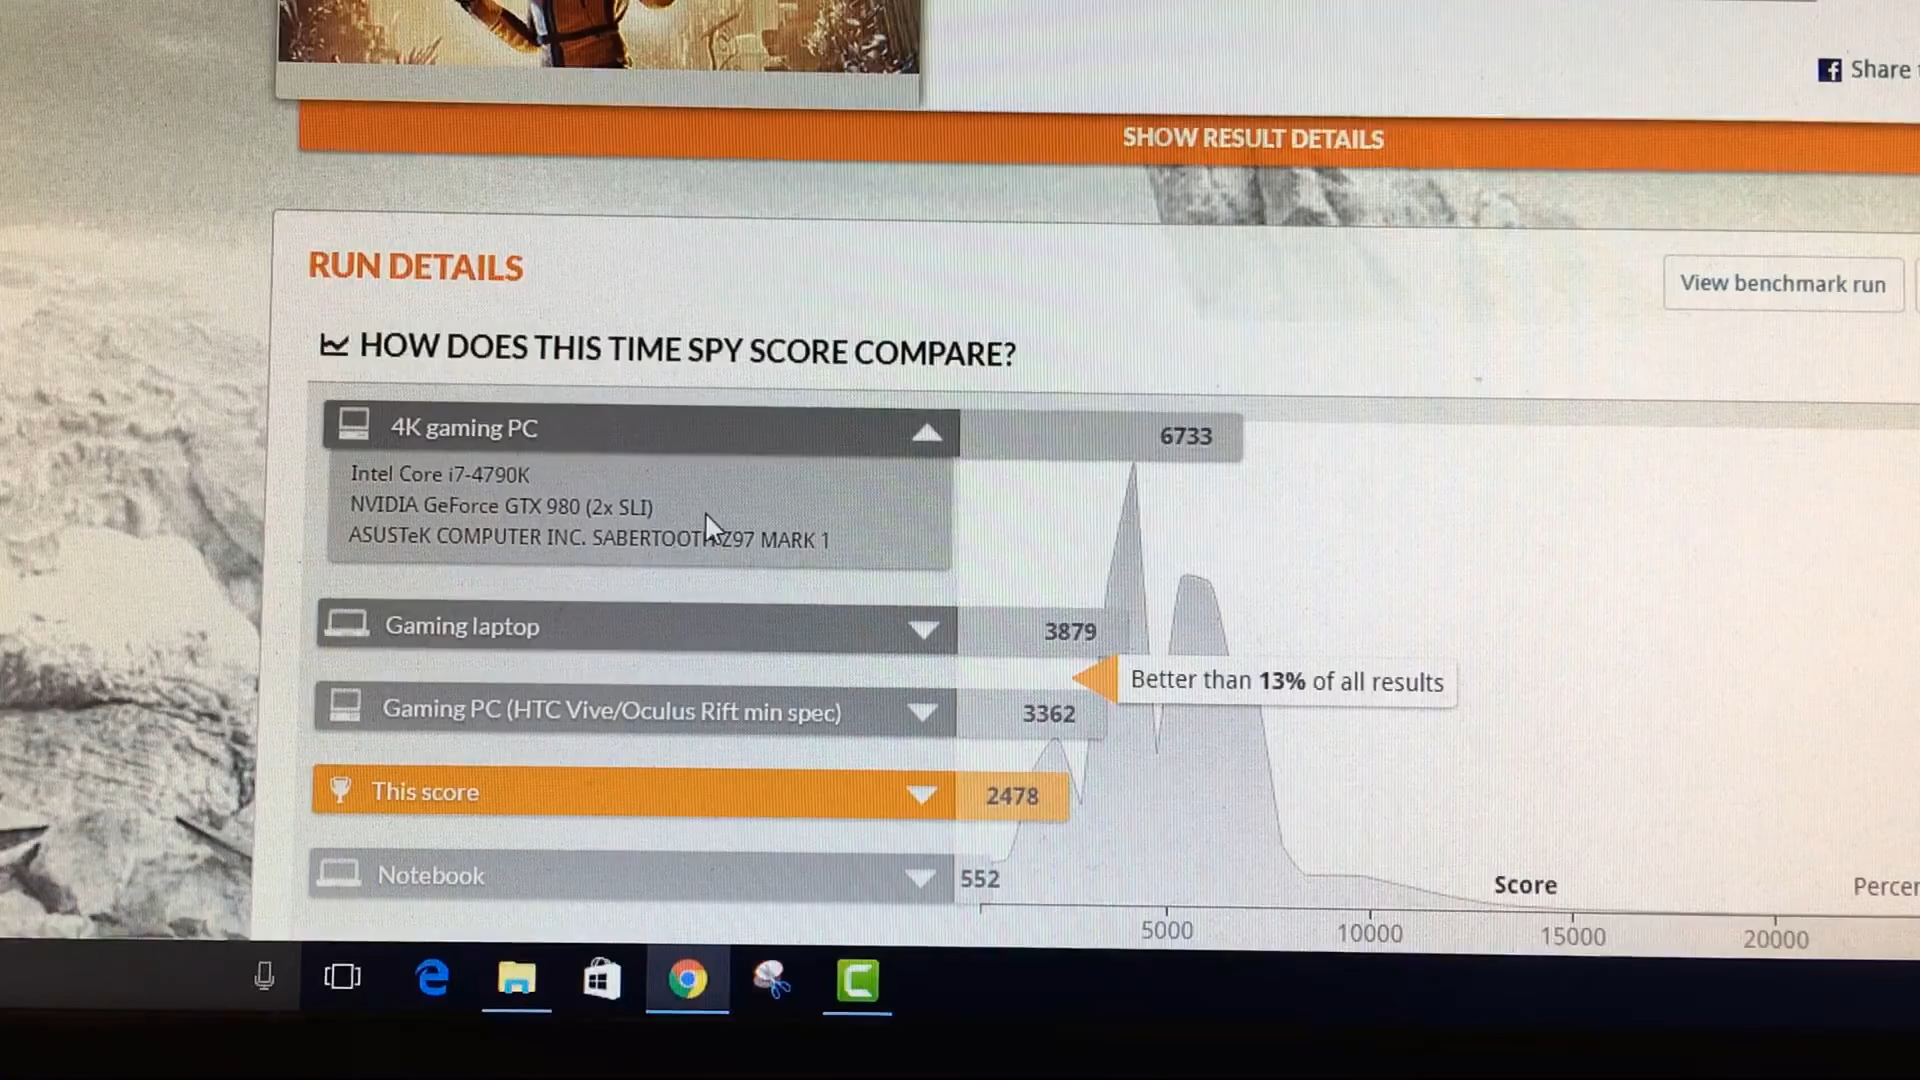 Share
SHOW RESULT DETAILS
RUN DETAILS
View benchmark run
HOW DOES THIS TIME SPY SCORE COMPARE?
4K gaming PC
6733
Intel Core i7-4790K
NVIDIA GeForce GTX 980 (2x SLI)
ASUSTeK COMPUTER INC. SABERTOOTH Z97 MARK 1
Gaming laptop
3879
Better than 13% of all results
Gaming PC (HTC Vive/Oculus Rift min spec)
3362
This score
2478
Notebook
552
Score
Percen
5000 10000 15000 20000